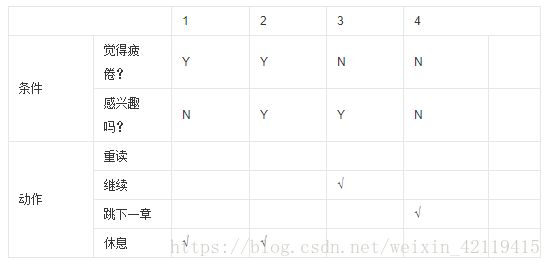 1 2 3 4
条件 觉得疲倦? Y Y N N
感兴趣吗? N Y Y N
动作 重读
继续 √
跳下一章 √
休息 √ √
https://blog.csdn.net/weixin_42119415